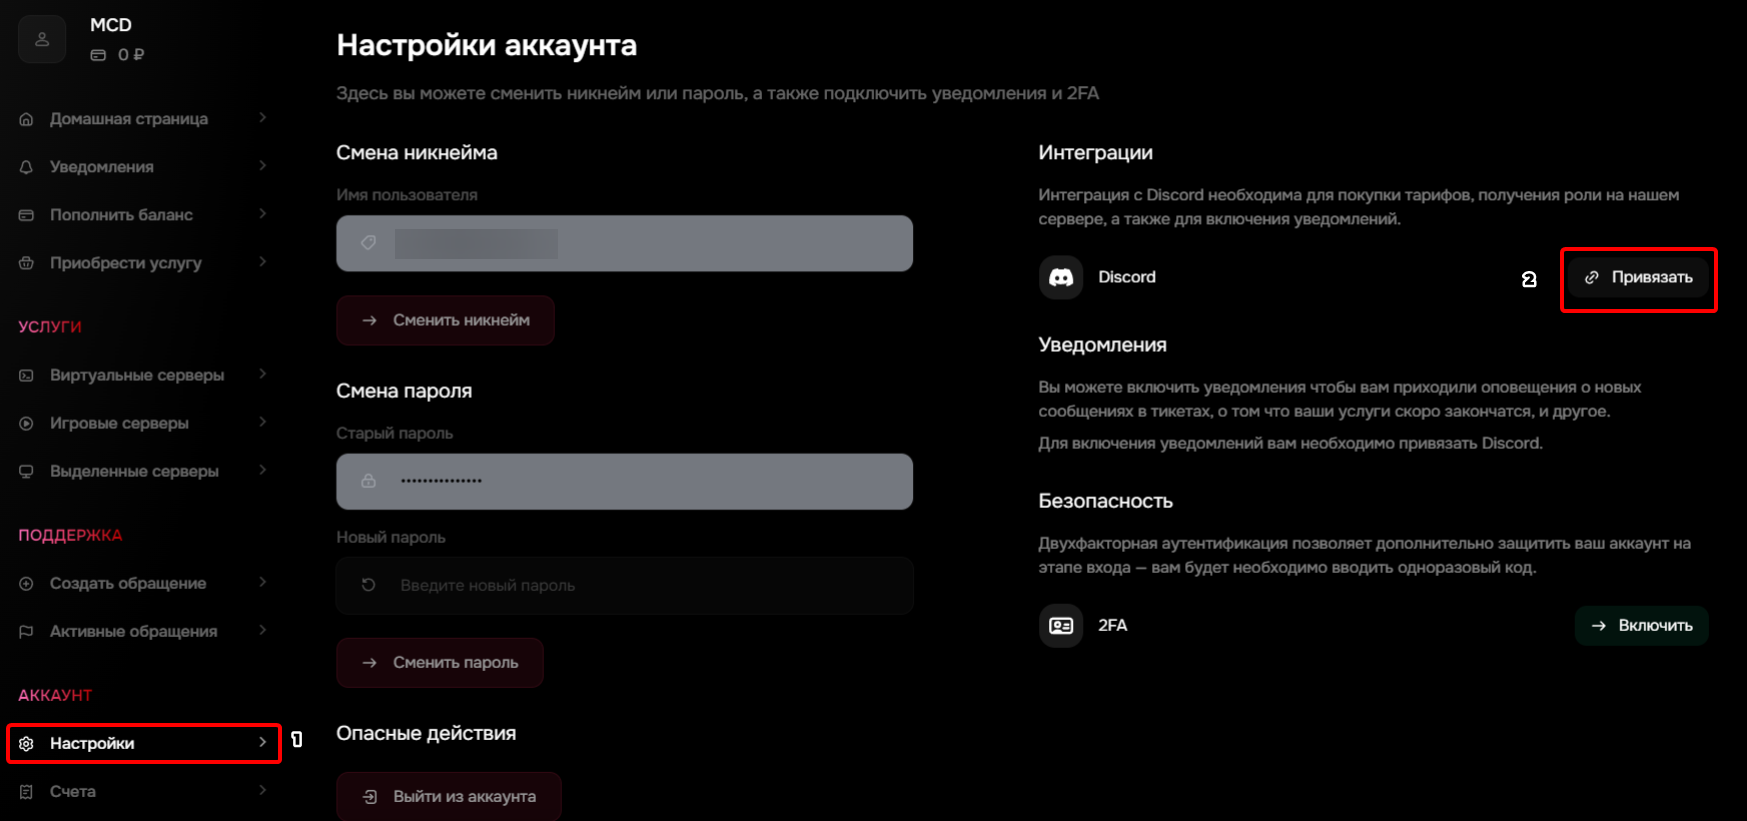 MCD
0 ₽
Домашная страница
Уведомления
Пополнить баланс
Приобрести услугу
УСЛУГИ
Виртуальные серверы
Игровые серверы
Выделенные серверы
ПОДДЕРЖКА
Создать обращение
Активные обращения
АККАУНТ
Настройки
1
Счета
Настройки аккаунта
Здесь вы можете сменить никнейм или пароль, а также подключить уведомления и 2FA
Смена никнейма
Имя пользователя
Сменить никнейм
Смена пароля
Старый пароль
•••••••••••••••
Новый пароль
Введите новый пароль
Сменить пароль
Опасные действия
Выйти из аккаунта
Интеграции
Интеграция с Discord необходима для покупки тарифов, получения роли на нашем
сервере, а также для включения уведомлений.
Discord
2
Привязать
Уведомления
Вы можете включить уведомления чтобы вам приходили оповещения о новых
сообщениях в тикетах, о том что ваши услуги скоро закончатся, и другое.
Для включения уведомлений вам необходимо привязать Discord.
Безопасность
Двухфакторная аутентификация позволяет дополнительно защитить ваш аккаунт на
этапе входа — вам будет необходимо вводить одноразовый код.
2FA
Включить